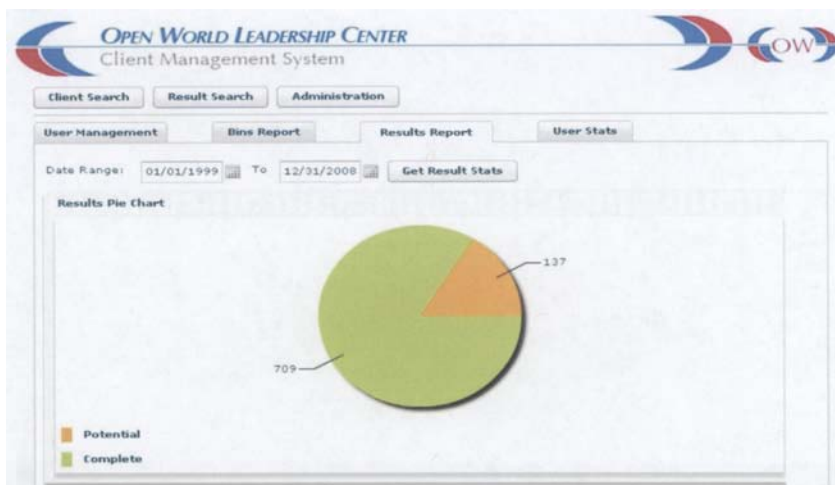 OPEN WORLD LEADERSHIP CENTER
Client Management System
OW
Client Search Result Search Administration
User Management Bins Report Results Report User Stats
Date Range: 01/01/1999 To 12/31/2008 Get Result Stats
Results Pie Chart
137
709
Potential
Complete